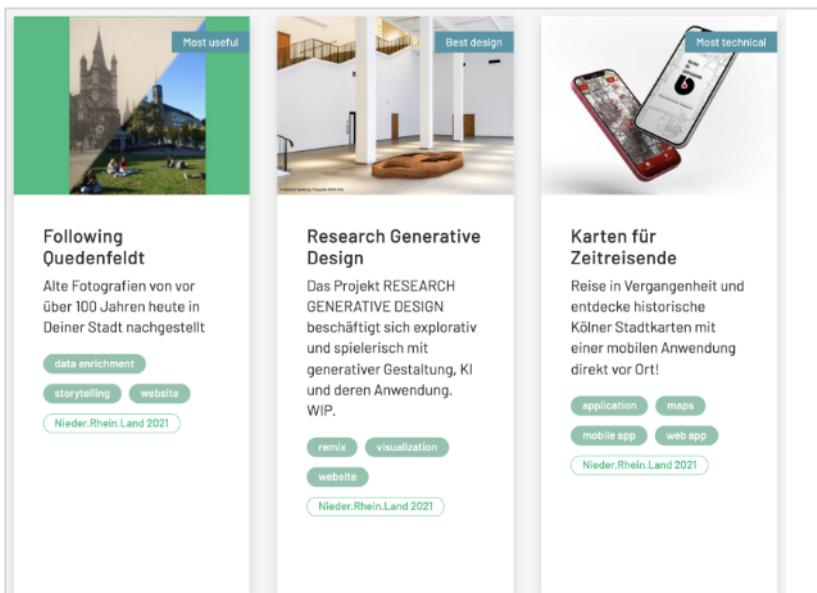 Most useful
Following
Quedenfeldt
Alte Fotografien von vor
über 100 Jahren heute in
Deiner Stadt nachgestellt
data enrichment
storytelling
website
Nieder.Rhein.Land 2021
Best design
Research Generative
Design
Das Projekt RESEARCH
GENERATIVE DESIGN
beschäftigt sich explorativ
und spielerisch mit
generativer Gestaltung, KI
und deren Anwendung.
WIP.
remix
visualization
website
Nieder.Rhein.Land 2021
Most technical
Karten
für
Zeitreisende
Karten für
Zeitreisende
Reise in Vergangenheit und
entdecke historische
Kölner Stadtkarten mit
einer mobilen Anwendung
direkt vor Ort!
application
maps
mobile app
web app
Nieder.Rhein.Land 2021